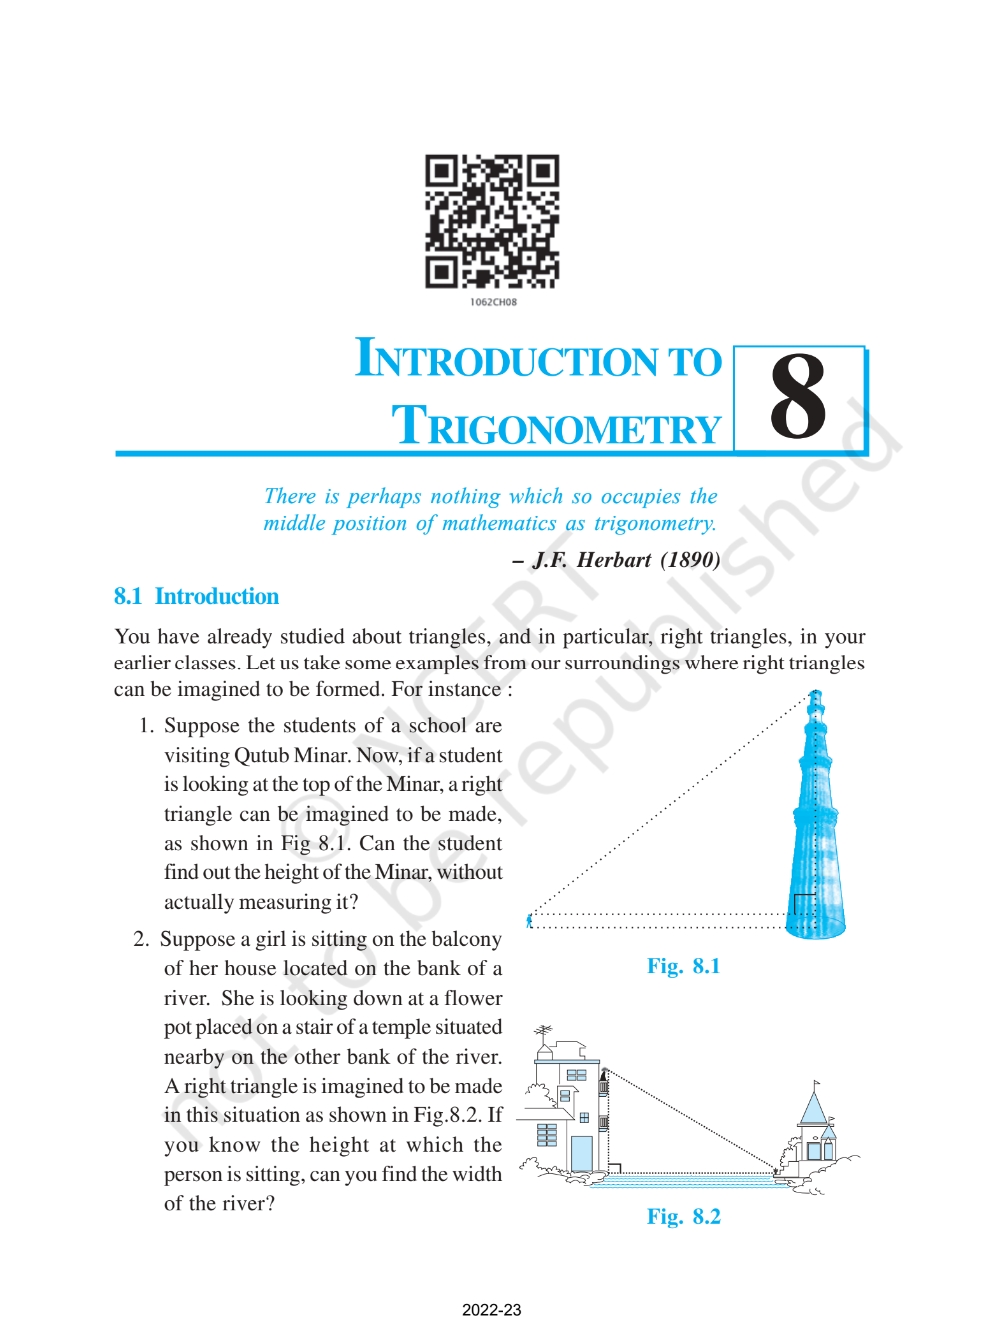 1062CH08
INTRODUCTION TO
TRIGONOMETRY
8
There is perhaps nothing which so occupies the
middle position of mathematics as trigonometry.
– J.F. Herbart (1890)
8.1 Introduction
You have already studied about triangles, and in particular, right triangles, in your
earlier classes. Let us take some examples from our surroundings where right triangles
can be imagined to be formed. For instance :
1. Suppose the students of a school are
visiting Qutub Minar. Now, if a student
is looking at the top of the Minar, a right
triangle can be imagined to be made,
as shown in Fig 8.1. Can the student
find out the height of the Minar, without
actually measuring it?
Fig. 8.1
2. Suppose a girl is sitting on the balcony
of her house located on the bank of a
river. She is looking down at a flower
pot placed on a stair of a temple situated
nearby on the other bank of the river.
A right triangle is imagined to be made
in this situation as shown in Fig.8.2. If
you know the height at which the
person is sitting, can you find the width
of the river?
Fig. 8.2
© NCERT
not to be republished
2022-23